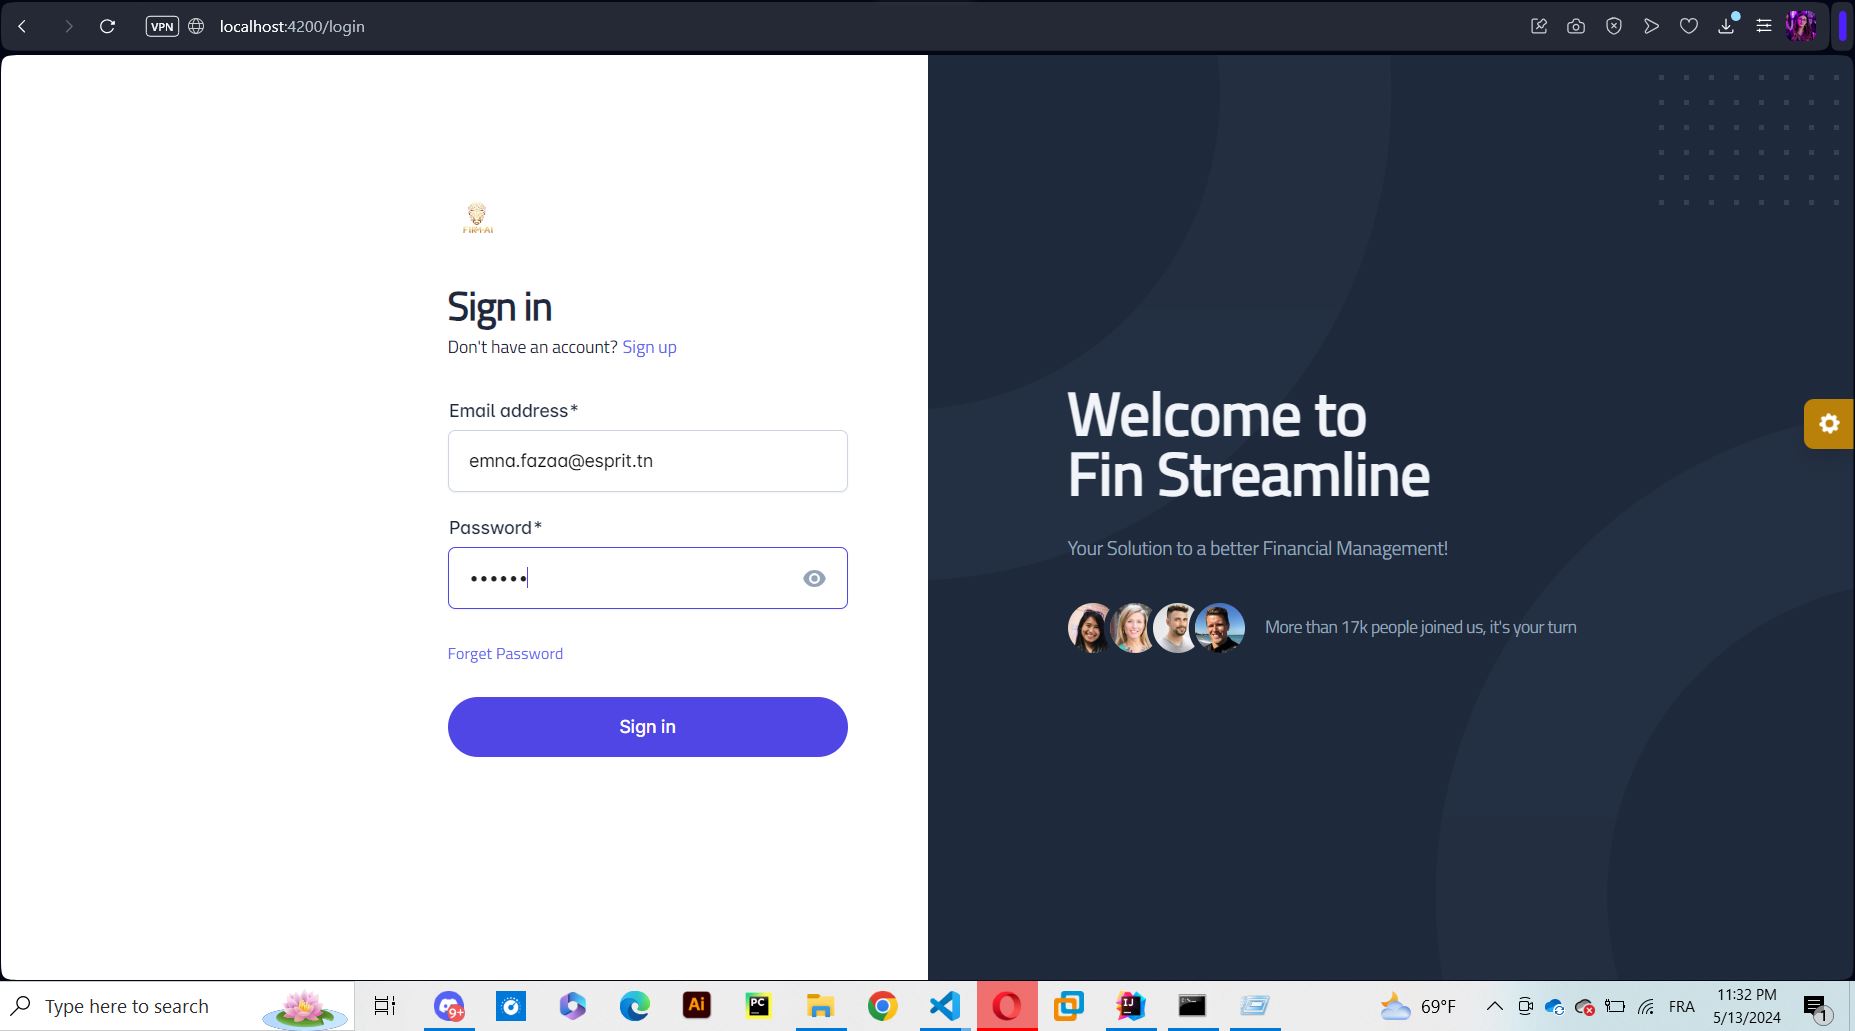 VPN
localhost:4200/login
FIRM-AI
Sign in
Don't have an account? Sign up
Email address*
emna.fazaa@esprit.tn
Password*
••••••
Forget Password
Sign in
Welcome to
Fin Streamline
Your Solution to a better Financial Management!
More than 17k people joined us, it's your turn
Type here to search
9+
Ai
PC
IJ
69°F
FRA
11:32 PM
5/13/2024
1